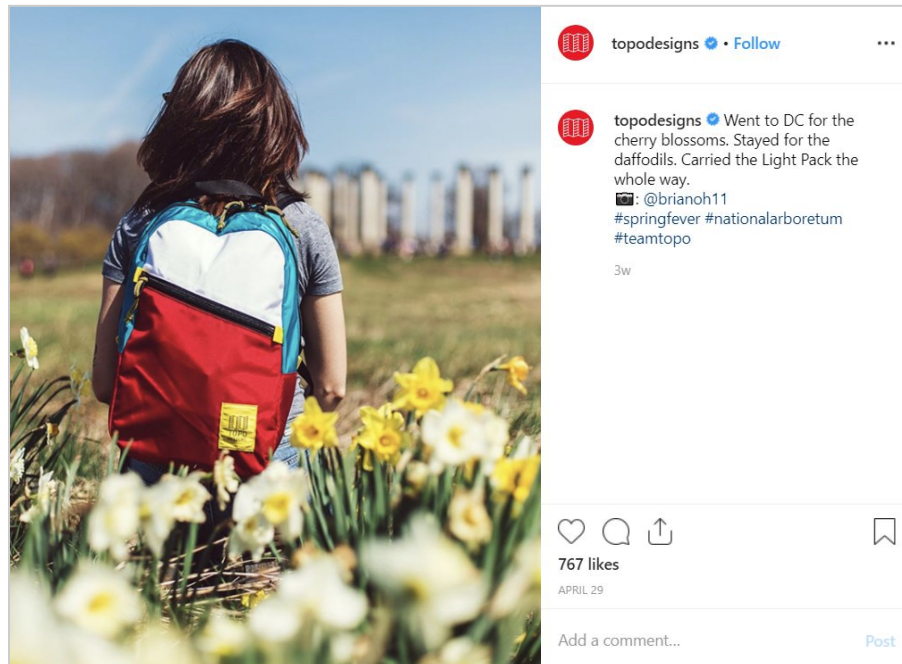 topodesigns • Follow
topodesigns Went to DC for the
cherry blossoms. Stayed for the
daffodils. Carried the Light Pack the
whole way.
📷: @brianoh11
#springfever #nationalarboretum
#teamtopo
3w
TOPO
767 likes
APRIL 29
Add a comment... Post